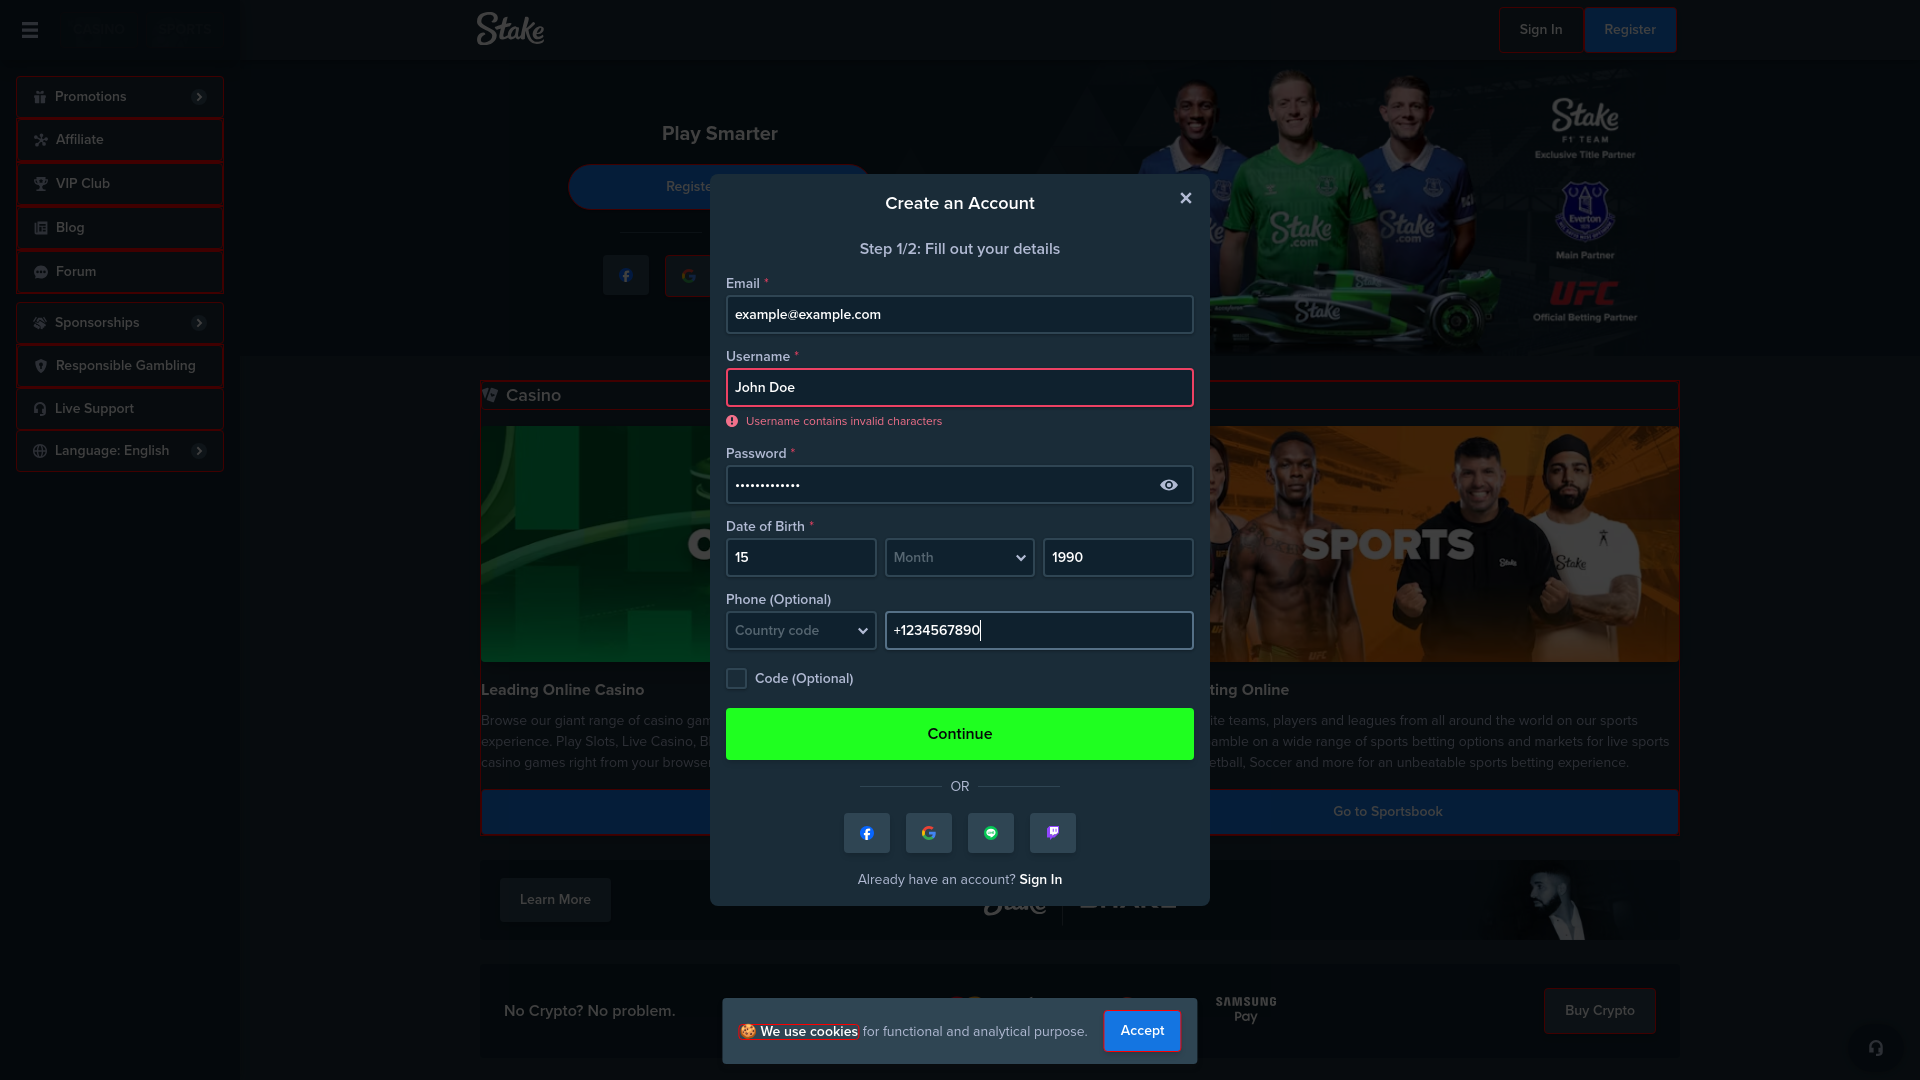 Stake
Sign In
Register
Promotions
Affiliate
VIP Club
Blog
Forum
Sponsorships
Responsible Gambling
Live Support
Language: English
Play Smarter
Stake
F1 TEAM
Exclusive Title Partner
Everton
Main Partner
UFC
Official Betting Partner
Stake
.com
Stake
.com
Stake
Create an Account
Step 1/2: Fill out your details
Email *
example@example.com
Username *
John Doe
Username contains invalid characters
Password *
•••••••••••••
Date of Birth *
15
Month
1990
Phone (Optional)
Country code
+1234567890
Code (Optional)
Continue
OR
Already have an account? Sign In
Casino
SPORTS
Leading Online Casino
Browse our giant range of casino
experience. Play Slots, Live Casino,
casino games right from your
Online
teams, players and leagues from all around the world on our sports
on a wide range of sports betting options and markets for live sports
Soccer and more for an unbeatable sports betting experience.
Go to Sportsbook
Learn More
Stake
No Crypto? No problem.
SAMSUNG
Pay
Buy Crypto
🍪 We use cookies for functional and analytical purpose.
Accept